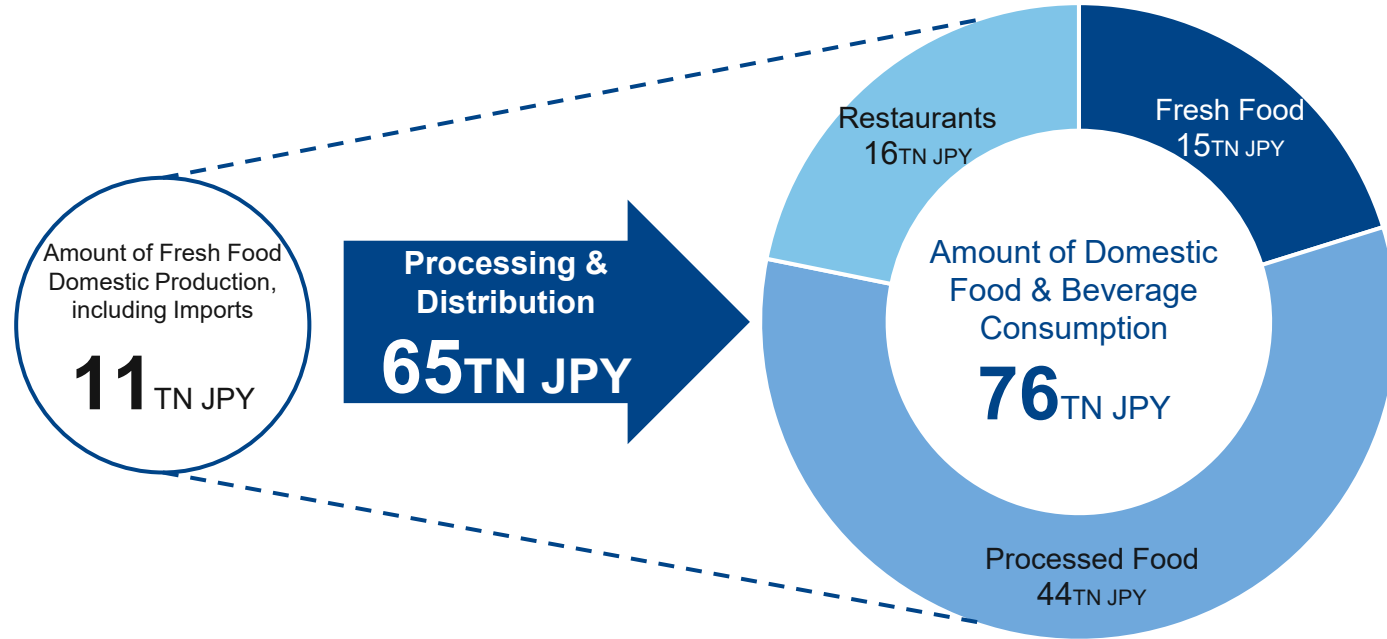 Amount of Fresh Food
Domestic Production,
including Imports
11TN JPY
Processing &
Distribution
65TN JPY
Restaurants
16TN JPY
Fresh Food
15TN JPY
Amount of Domestic
Food & Beverage
Consumption
76TN JPY
Processed Food
44TN JPY